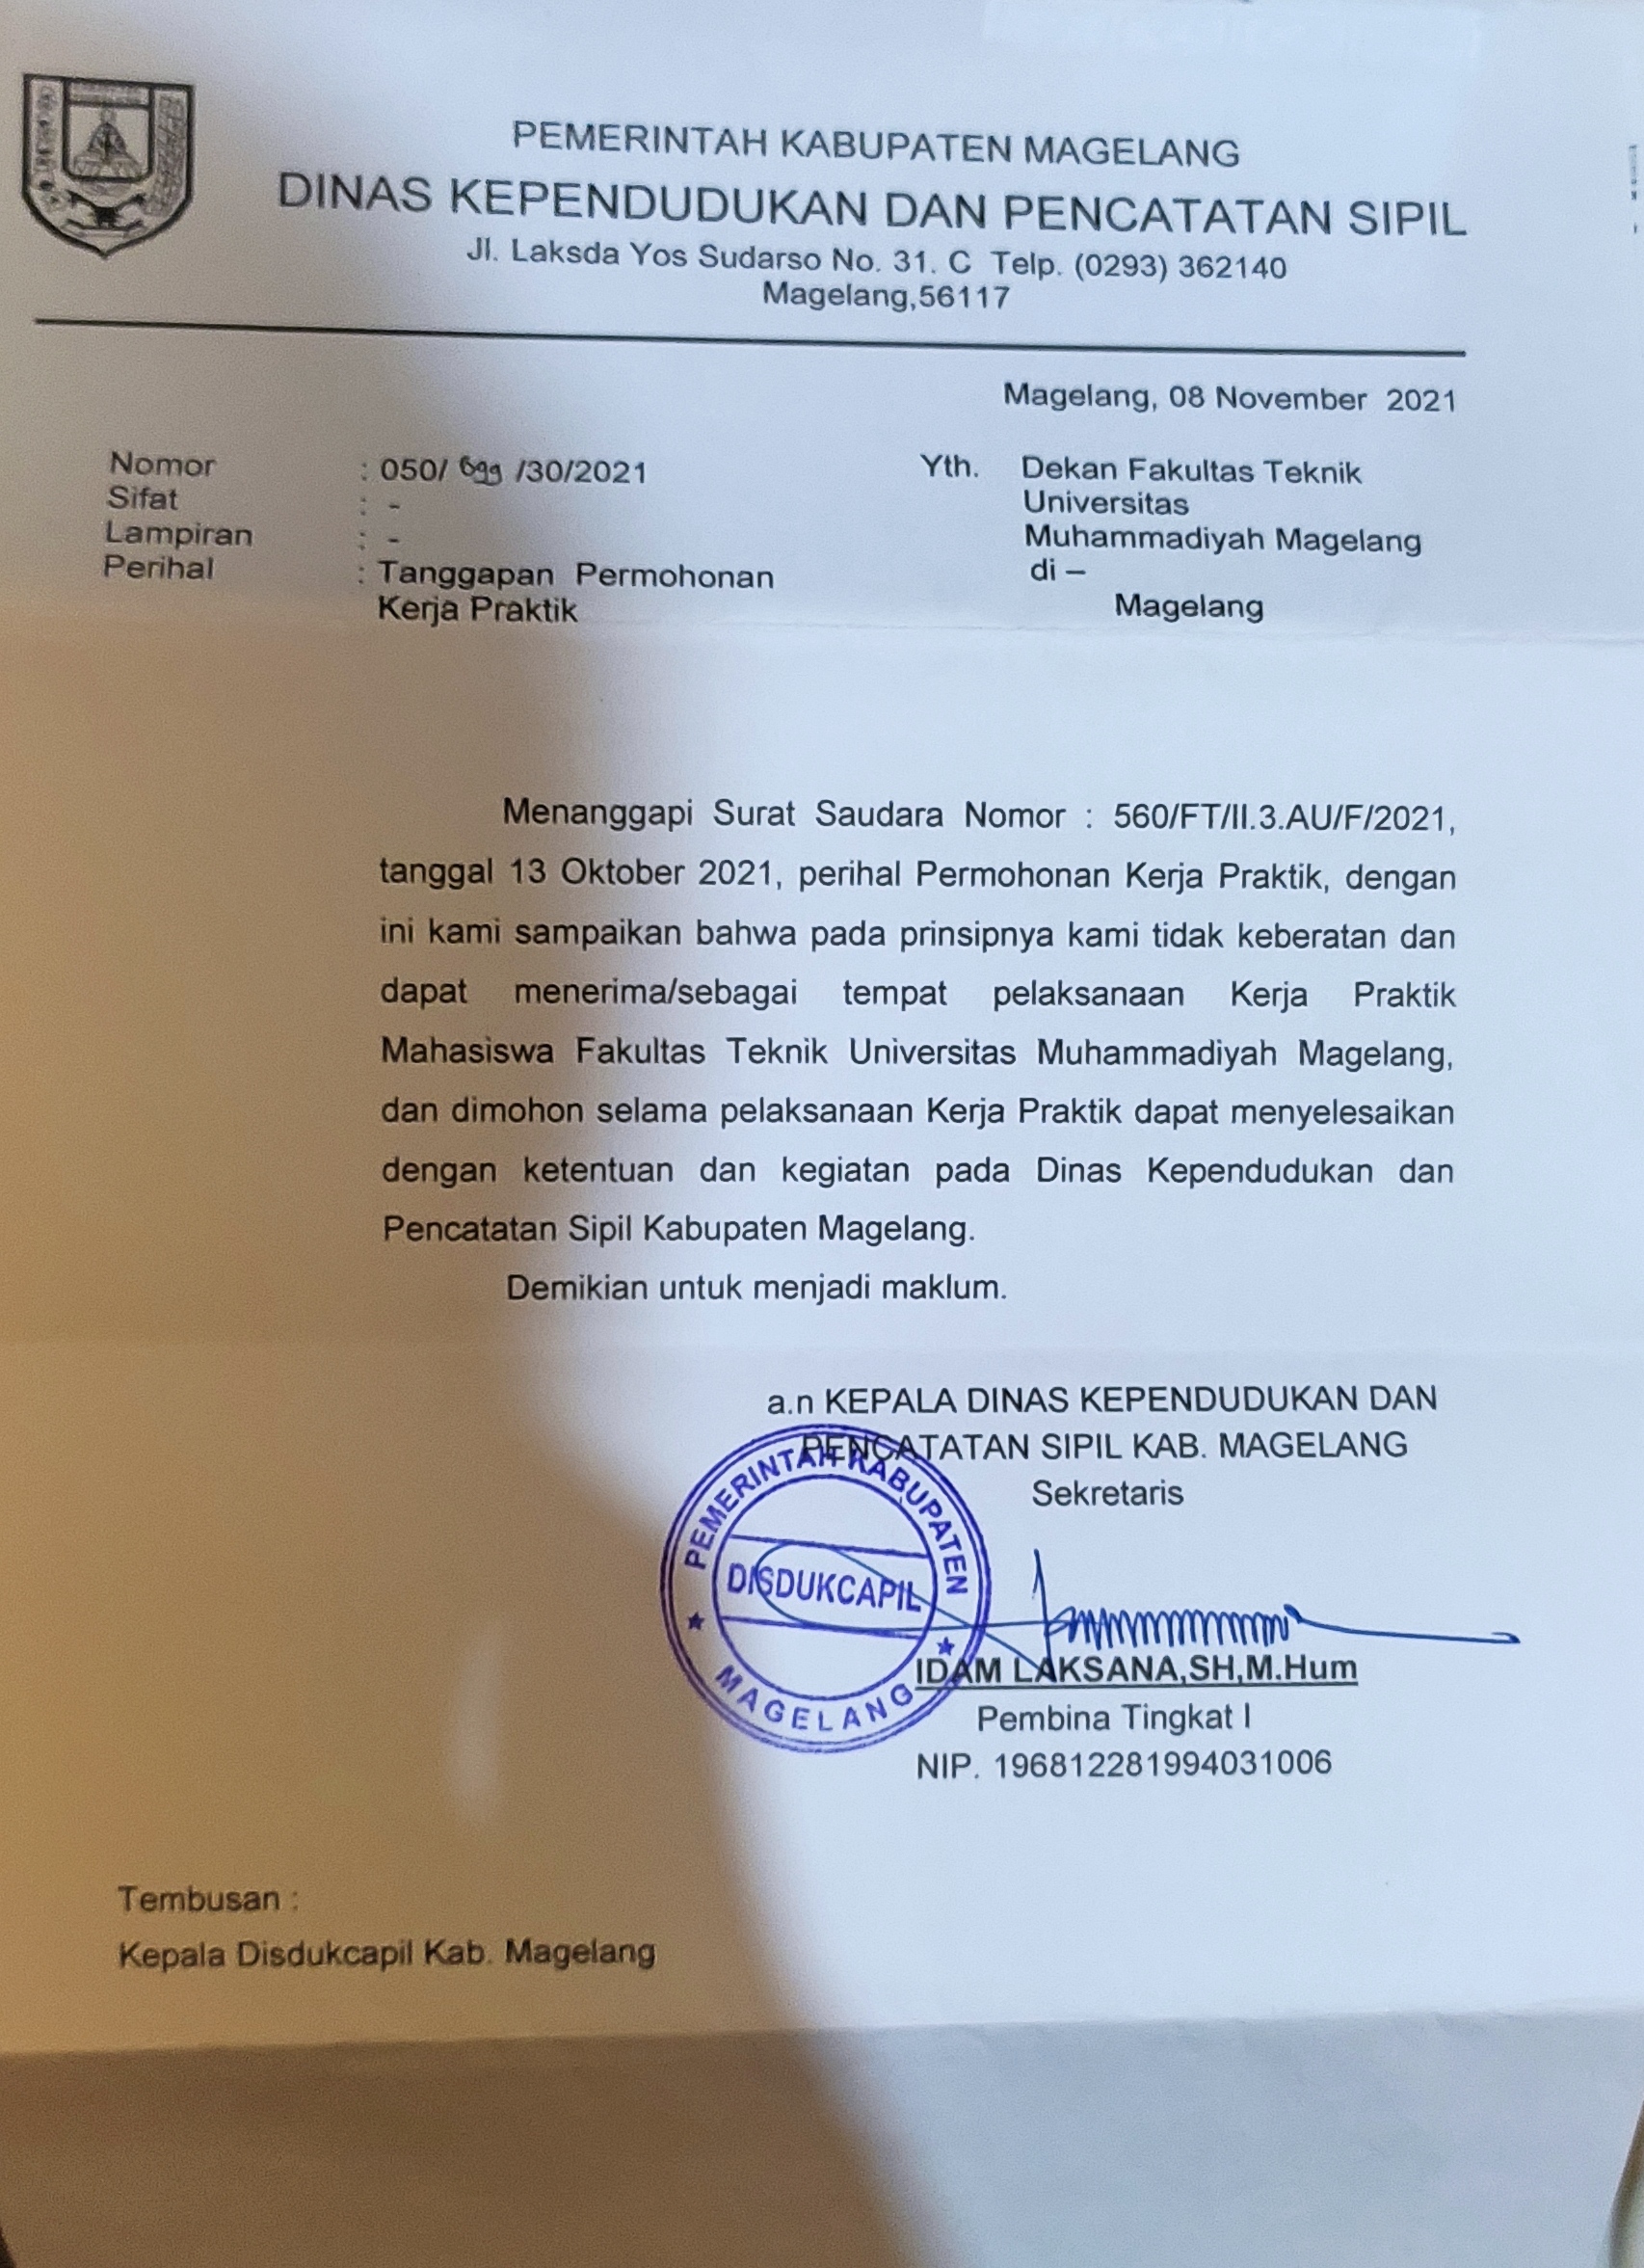 PEMERINTAH KABUPATEN MAGELANG
DINAS KEPENDUDUKAN DAN PENCATATAN SIPIL
Jl. Laksda Yos Sudarso No. 31. C Telp. (0293) 362140
Magelang,56117
Magelang, 08 November 2021
Nomor : 050/ 699 /30/2021
Sifat : -
Lampiran : -
Perihal : Tanggapan Permohonan
Kerja Praktik
Yth. Dekan Fakultas Teknik
Universitas
Muhammadiyah Magelang
di –
Magelang
Menanggapi Surat Saudara Nomor : 560/FT/II.3.AU/F/2021,
tanggal 13 Oktober 2021, perihal Permohonan Kerja Praktik, dengan
ini kami sampaikan bahwa pada prinsipnya kami tidak keberatan dan
dapat menerima/sebagai tempat pelaksanaan Kerja Praktik
Mahasiswa Fakultas Teknik Universitas Muhammadiyah Magelang,
dan dimohon selama pelaksanaan Kerja Praktik dapat menyelesaikan
dengan ketentuan dan kegiatan pada Dinas Kependudukan dan
Pencatatan Sipil Kabupaten Magelang.
Demikian untuk menjadi maklum.
a.n KEPALA DINAS KEPENDUDUKAN DAN
PENCATATAN SIPIL KAB. MAGELANG
Sekretaris
PEMERINTAH KABUPATEN
DISDUKCAPIL
MAGELANG
IDAM LAKSANA,SH,M.Hum
Pembina Tingkat I
NIP. 196812281994031006
Tembusan :
Kepala Disdukcapil Kab. Magelang